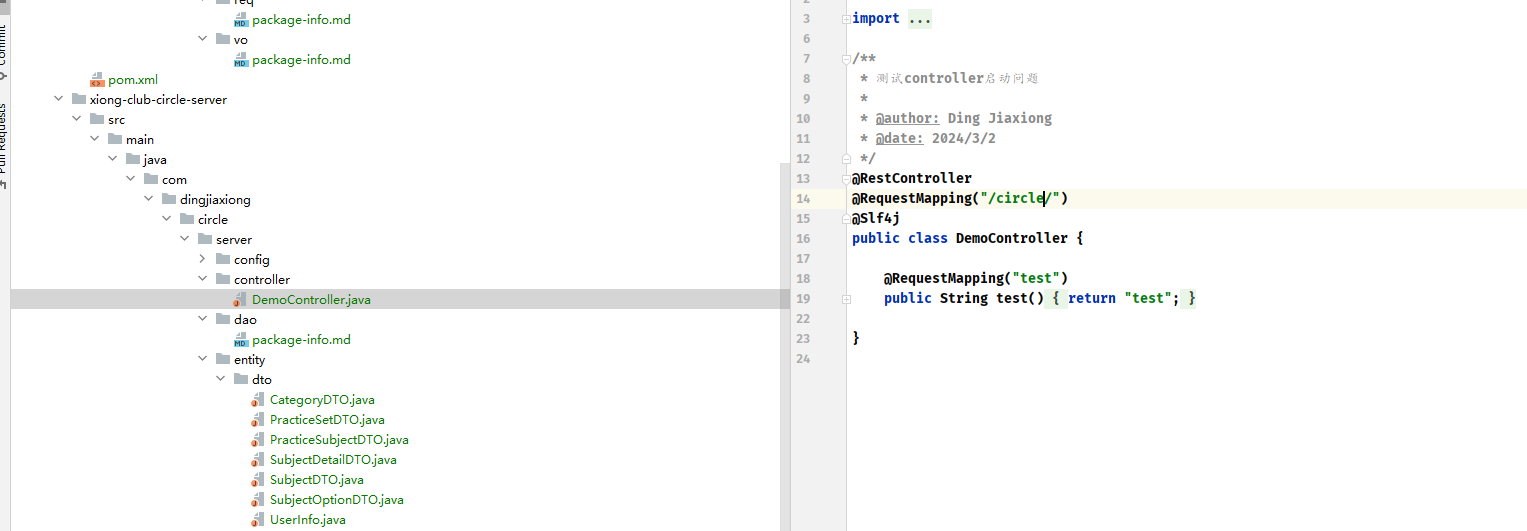 req
package-info.md
vo
package-info.md
pom.xml
xiong-club-circle-server
src
main
java
com
dingjiaxiong
circle
server
config
controller
DemoController.java
dao
package-info.md
entity
dto
CategoryDTO.java
PracticeSetDTO.java
PracticeSubjectDTO.java
SubjectDetailDTO.java
SubjectDTO.java
SubjectOptionDTO.java
UserInfo.java
Commit
Pull Requests
3 import ...
6
7 /**
8 * 测试controller启动问题
9 *
10 * @author: Ding Jiaxiong
11 * @date: 2024/3/2
12 */
13 @RestController
14 @RequestMapping("/circle/")
15 @Slf4j
16 public class DemoController {
17
18 @RequestMapping("test")
19 public String test() { return "test"; }
22
23 }
24